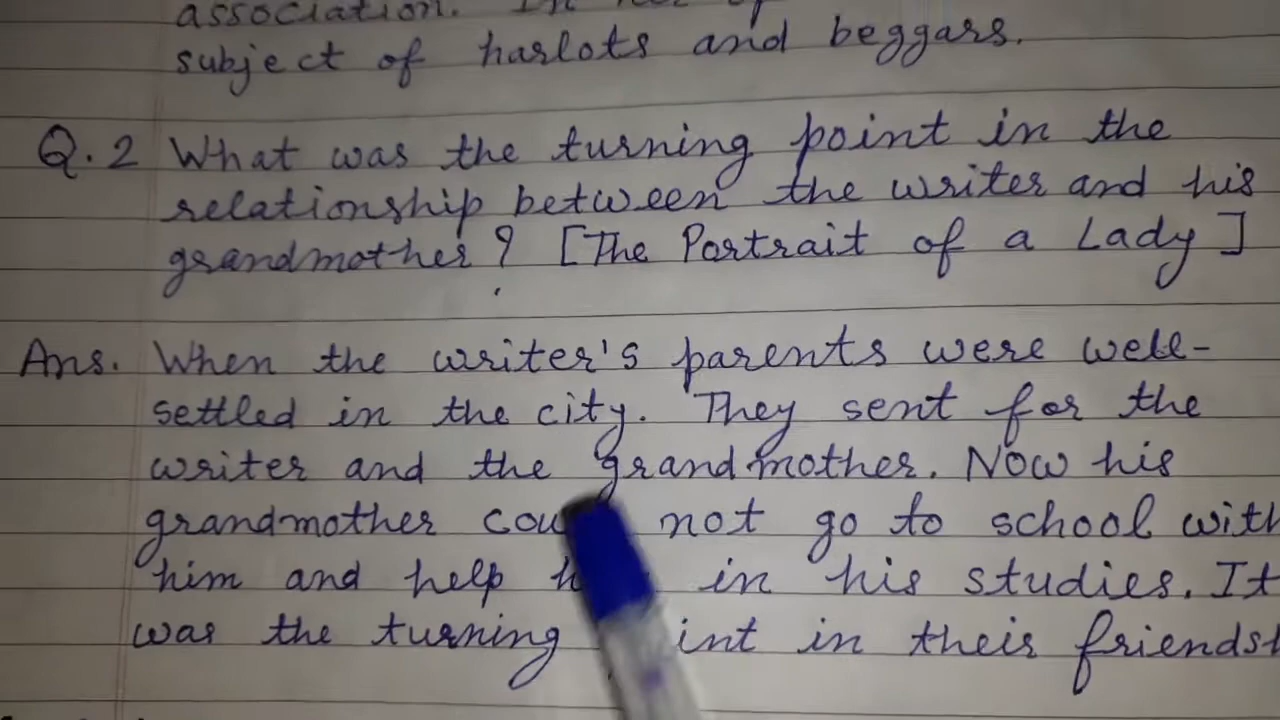 association. In
subject of harlots and beggars.
Q.2 What was the turning point in the
relationship between the writer and his
grandmother? [The Portrait of a Lady]
Ans. When the writer's parents were well-
settled in the city. They sent for the
writer and the grandmother. Now his
grandmother not go to school with
him and help in his studies. It
was the turning in their